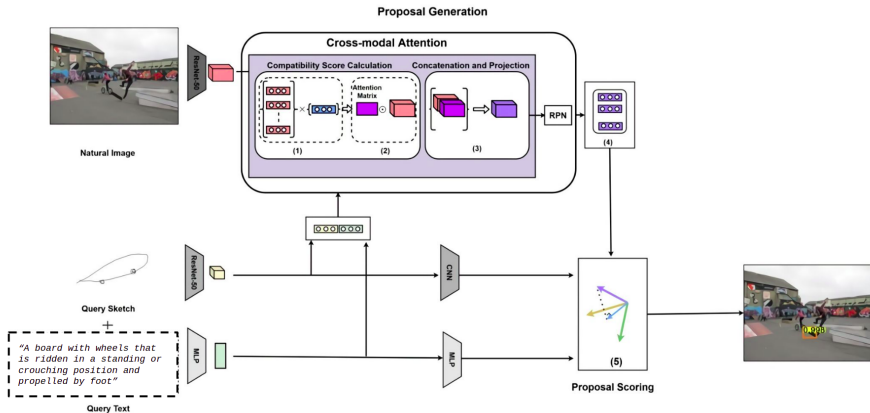 Proposal Generation
Cross-modal Attention
Compatibility Score Calculation
Concatenation and Projection
ResNet-50
Attention
Matrix
(1)
(2)
(3)
RPN
(4)
Natural Image
ResNet-50
CNN
Query Sketch
+
"A board with wheels that
is ridden in a standing or
crouching position and
propelled by foot"
MLP
MLP
Query Text
(5)
Proposal Scoring
0.998